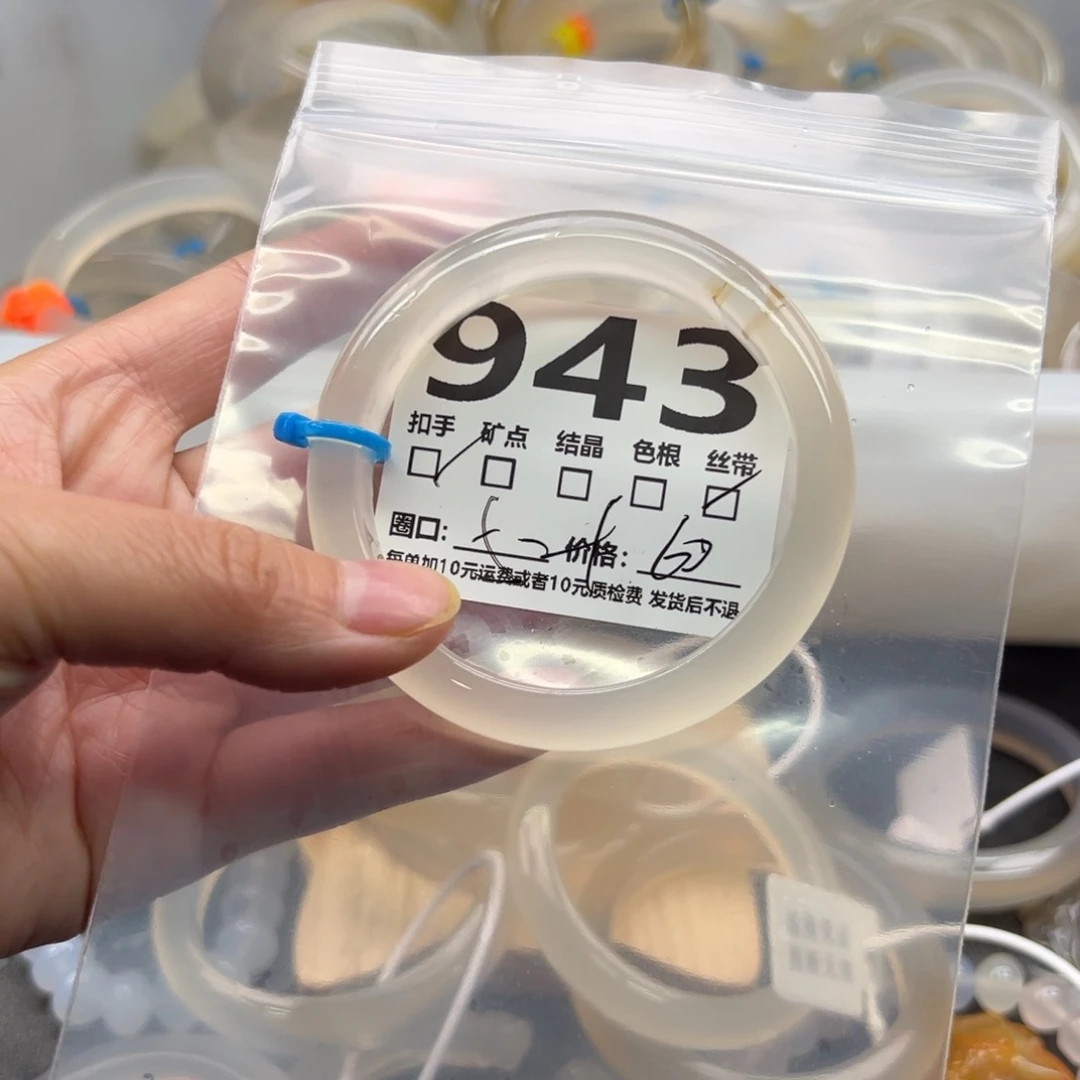 943
扣手 矿点 结晶 色根 丝带
圈口: 价格:
每单加10元运费或者10元质检费 发货后不退